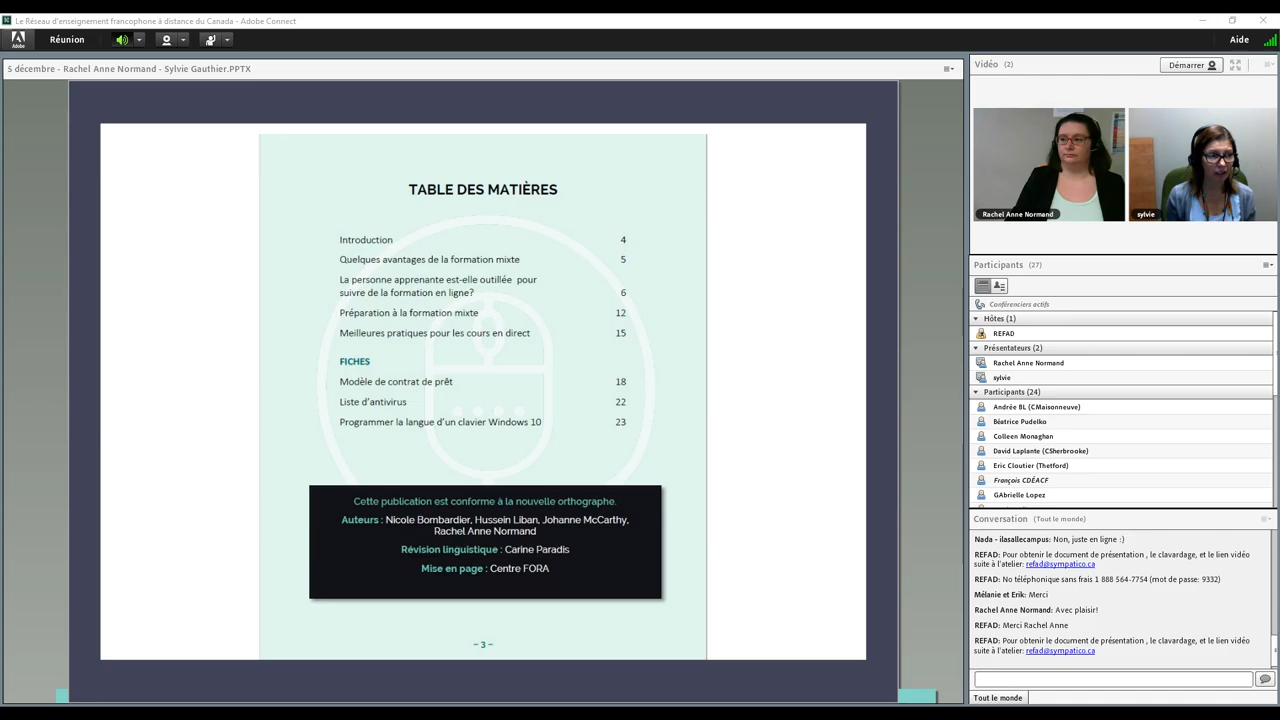 Le Réseau d'enseignement francophone à distance du Canada - Adobe Connect
Adobe
Réunion
Aide
5 décembre - Rachel Anne Normand - Sylvie Gauthier.PPTX
TABLE DES MATIÈRES
Introduction 4
Quelques avantages de la formation mixte 5
La personne apprenante est-elle outillée pour
suivre de la formation en ligne? 6
Préparation à la formation mixte 12
Meilleures pratiques pour les cours en direct 15
FICHES
Modèle de contrat de prêt 18
Liste d'antivirus 22
Programmer la langue d'un clavier Windows 10 23
Cette publication est conforme à la nouvelle orthographe.
Auteurs : Nicole Bombardier, Hussein Liban, Johanne McCarthy,
Rachel Anne Normand
Révision linguistique : Carine Paradis
Mise en page : Centre FORA
– 3 –
Vidéo (2)
Démarrer
Rachel Anne Normand
sylvie
Participants (27)
Conférenciers actifs
Hôtes (1)
REFAD
Présentateurs (2)
Rachel Anne Normand
sylvie
Participants (24)
Andrée BL (CMaisonneuve)
Béatrice Pudelko
Colleen Monaghan
David Laplante (CSherbrooke)
Eric Cloutier (Thetford)
François CDÉACF
GAbrielle Lopez
Conversation (Tout le monde)
Nada - ilasallecampus: Non, juste en ligne :)
REFAD: Pour obtenir le document de présentation , le clavardage, et le lien vidéo
suite à l'atelier: refad@sympatico.ca
REFAD: No téléphonique sans frais 1 888 564-7754 (mot de passe: 9332)
Mélanie et Erik: Merci
Rachel Anne Normand: Avec plaisir!
REFAD: Merci Rachel Anne
REFAD: Pour obtenir le document de présentation , le clavardage, et le lien vidéo
suite à l'atelier: refad@sympatico.ca
Tout le monde